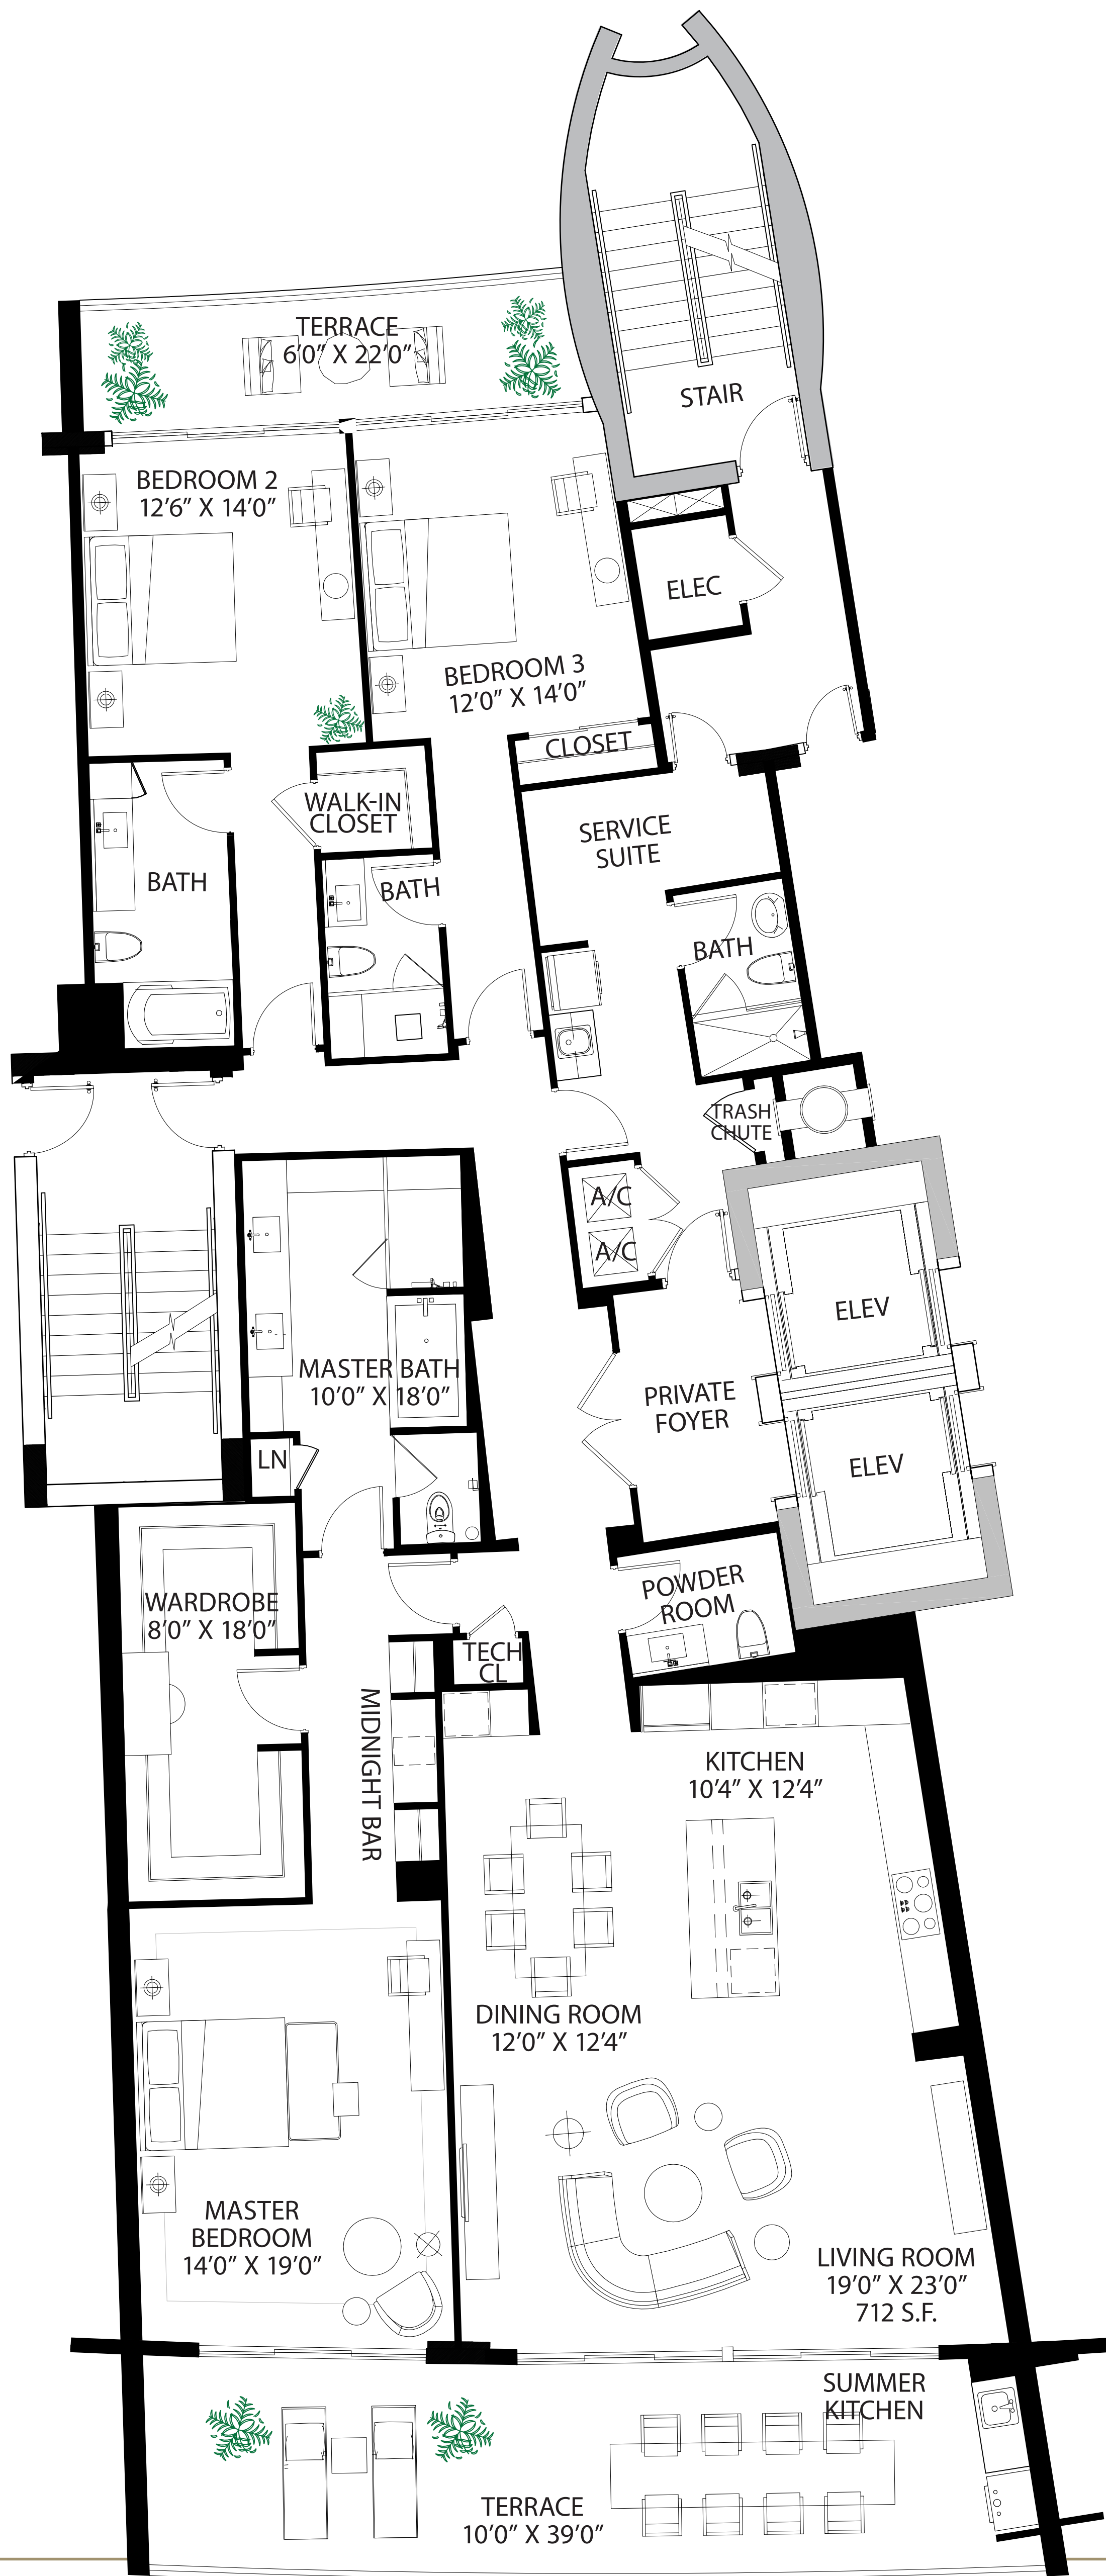 TERRACE
6'0" X 22'0"
STAIR
BEDROOM 2
12'6" X 14'0"
ELEC
BEDROOM 3
12'0" X 14'0"
CLOSET
WALK-IN
CLOSET
SERVICE
SUITE
BATH
BATH
BATH
TRASH
CHUTE
A/C
A/C
ELEV
MASTER BATH
10'0" X 18'0"
PRIVATE
FOYER
LN
ELEV
POWDER
ROOM
WARDROBE
8'0" X 18'0"
TECH
CL
MIDNIGHT BAR
KITCHEN
10'4" X 12'4"
DINING ROOM
12'0" X 12'4"
MASTER
BEDROOM
14'0" X 19'0"
LIVING ROOM
19'0" X 23'0"
712 S.F.
SUMMER
KITCHEN
TERRACE
10'0" X 39'0"